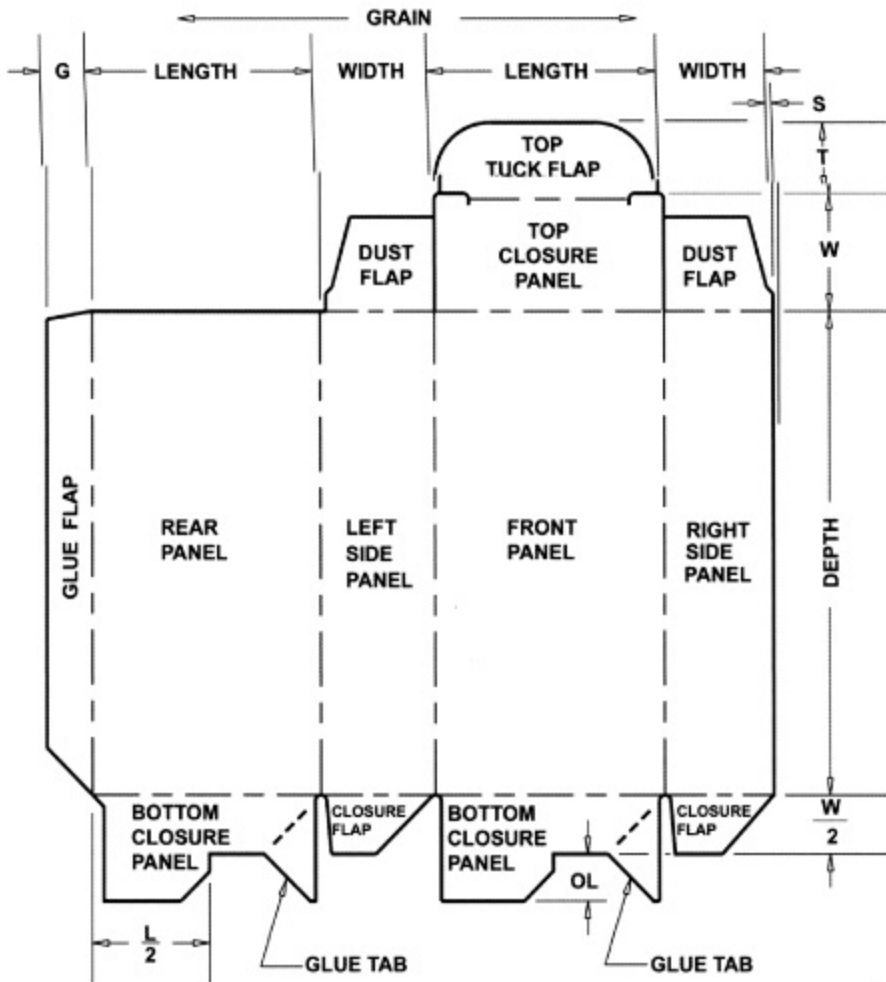 GRAIN
G
LENGTH
WIDTH
LENGTH
WIDTH
S
TOP
TUCK FLAP
T
DUST
FLAP
TOP
CLOSURE
PANEL
DUST
FLAP
W
GLUE FLAP
REAR
PANEL
LEFT
SIDE
PANEL
FRONT
PANEL
RIGHT
SIDE
PANEL
DEPTH
BOTTOM
CLOSURE
PANEL
CLOSURE
FLAP
BOTTOM
CLOSURE
PANEL
CLOSURE
FLAP
W
2
OL
L
2
GLUE TAB
GLUE TAB